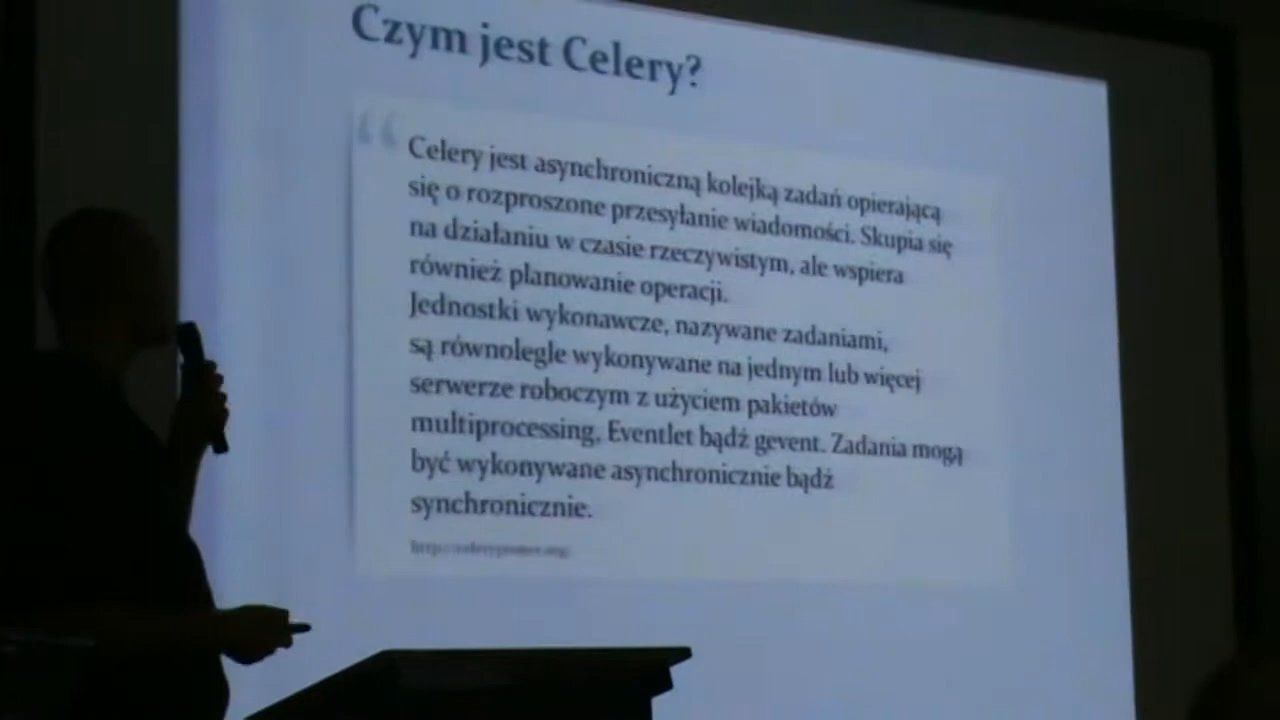 Czym jest Celery?
“
Celery jest asynchroniczną kolejką zadań opierającą
się o rozproszone przesyłanie wiadomości. Skupia się
na działaniu w czasie rzeczywistym, ale wspiera
również planowanie operacji.
Jednostki wykonawcze, nazywane zadaniami,
są równolegle wykonywane na jednym lub więcej
serwerze roboczym z użyciem pakietów
multiprocessing, Eventlet bądź gevent. Zadania mogą
być wykonywane asynchronicznie bądź
synchronicznie.